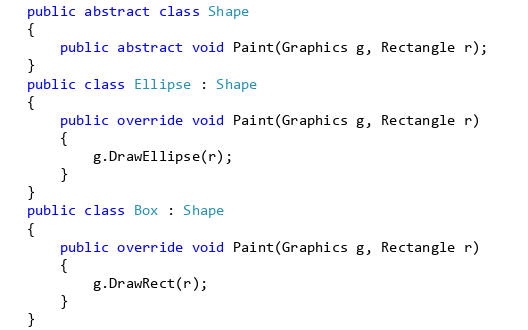 public abstract class Shape
{
    public abstract void Paint(Graphics g, Rectangle r);
}
public class Ellipse : Shape
{
    public override void Paint(Graphics g, Rectangle r)
    {
        g.DrawEllipse(r);
    }
}
public class Box : Shape
{
    public override void Paint(Graphics g, Rectangle r)
    {
        g.DrawRect(r);
    }
}